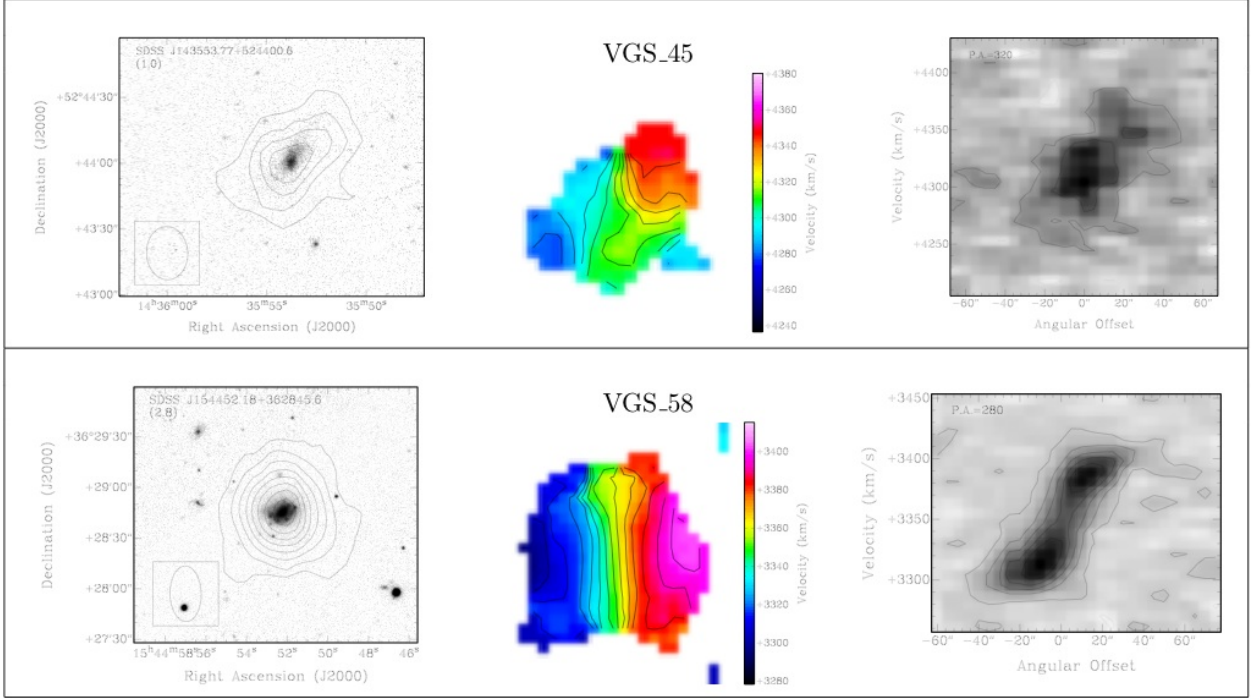 SDSS J143553.77+524400.6
(1.0)
+52°44'30"
+44'00"
+43'30"
+43'00"
14ʰ36ᵐ00ˢ
35ᵐ55ˢ
35ᵐ50ˢ
Declination (J2000)
Right Ascension (J2000)
VGS_45
+4380
+4360
+4340
+4320
+4300
+4280
+4260
+4240
Velocity (km/s)
P.A.=320
+4400
+4350
+4300
+4250
Velocity (km/s)
-60"
-40"
-20"
0"
20"
40"
60"
Angular Offset
SDSS J154452.18+362845.6
(2.8)
+36°29'30"
+29'00"
+28'30"
+28'00"
+27'30"
15ʰ44ᵐ58ˢ56ˢ
54ˢ
52ˢ
50ˢ
48ˢ
46ˢ
Declination (J2000)
Right Ascension (J2000)
VGS_58
+3400
+3380
+3360
+3340
+3320
+3300
+3280
Velocity (km/s)
P.A.=280
+3450
+3400
+3350
+3300
Velocity (km/s)
-60"
-40"
-20"
0"
20"
40"
60"
Angular Offset